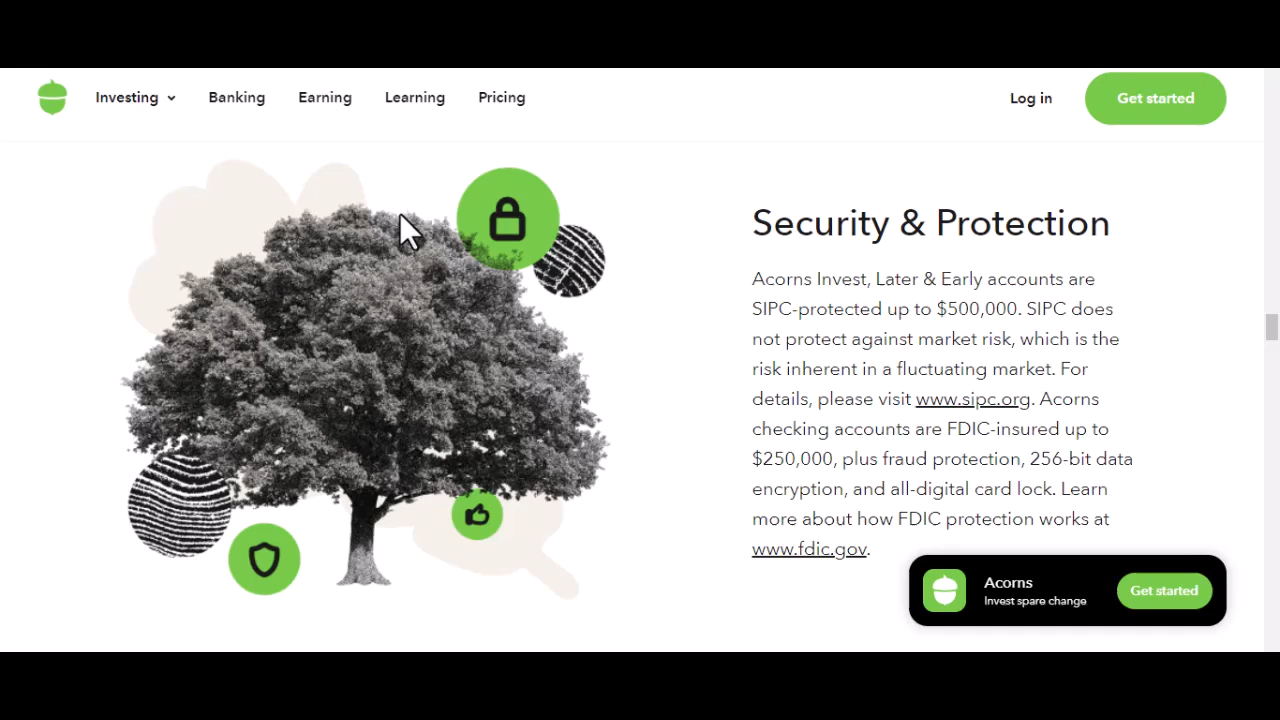 Investing
Banking
Earning
Learning
Pricing
Log in
Get started
Security & Protection
Acorns Invest, Later & Early accounts are
SIPC-protected up to $500,000. SIPC does
not protect against market risk, which is the
risk inherent in a fluctuating market. For
details, please visit www.sipc.org. Acorns
checking accounts are FDIC-insured up to
$250,000, plus fraud protection, 256-bit data
encryption, and all-digital card lock. Learn
more about how FDIC protection works at
www.fdic.gov.
Acorns
Invest spare change
Get started